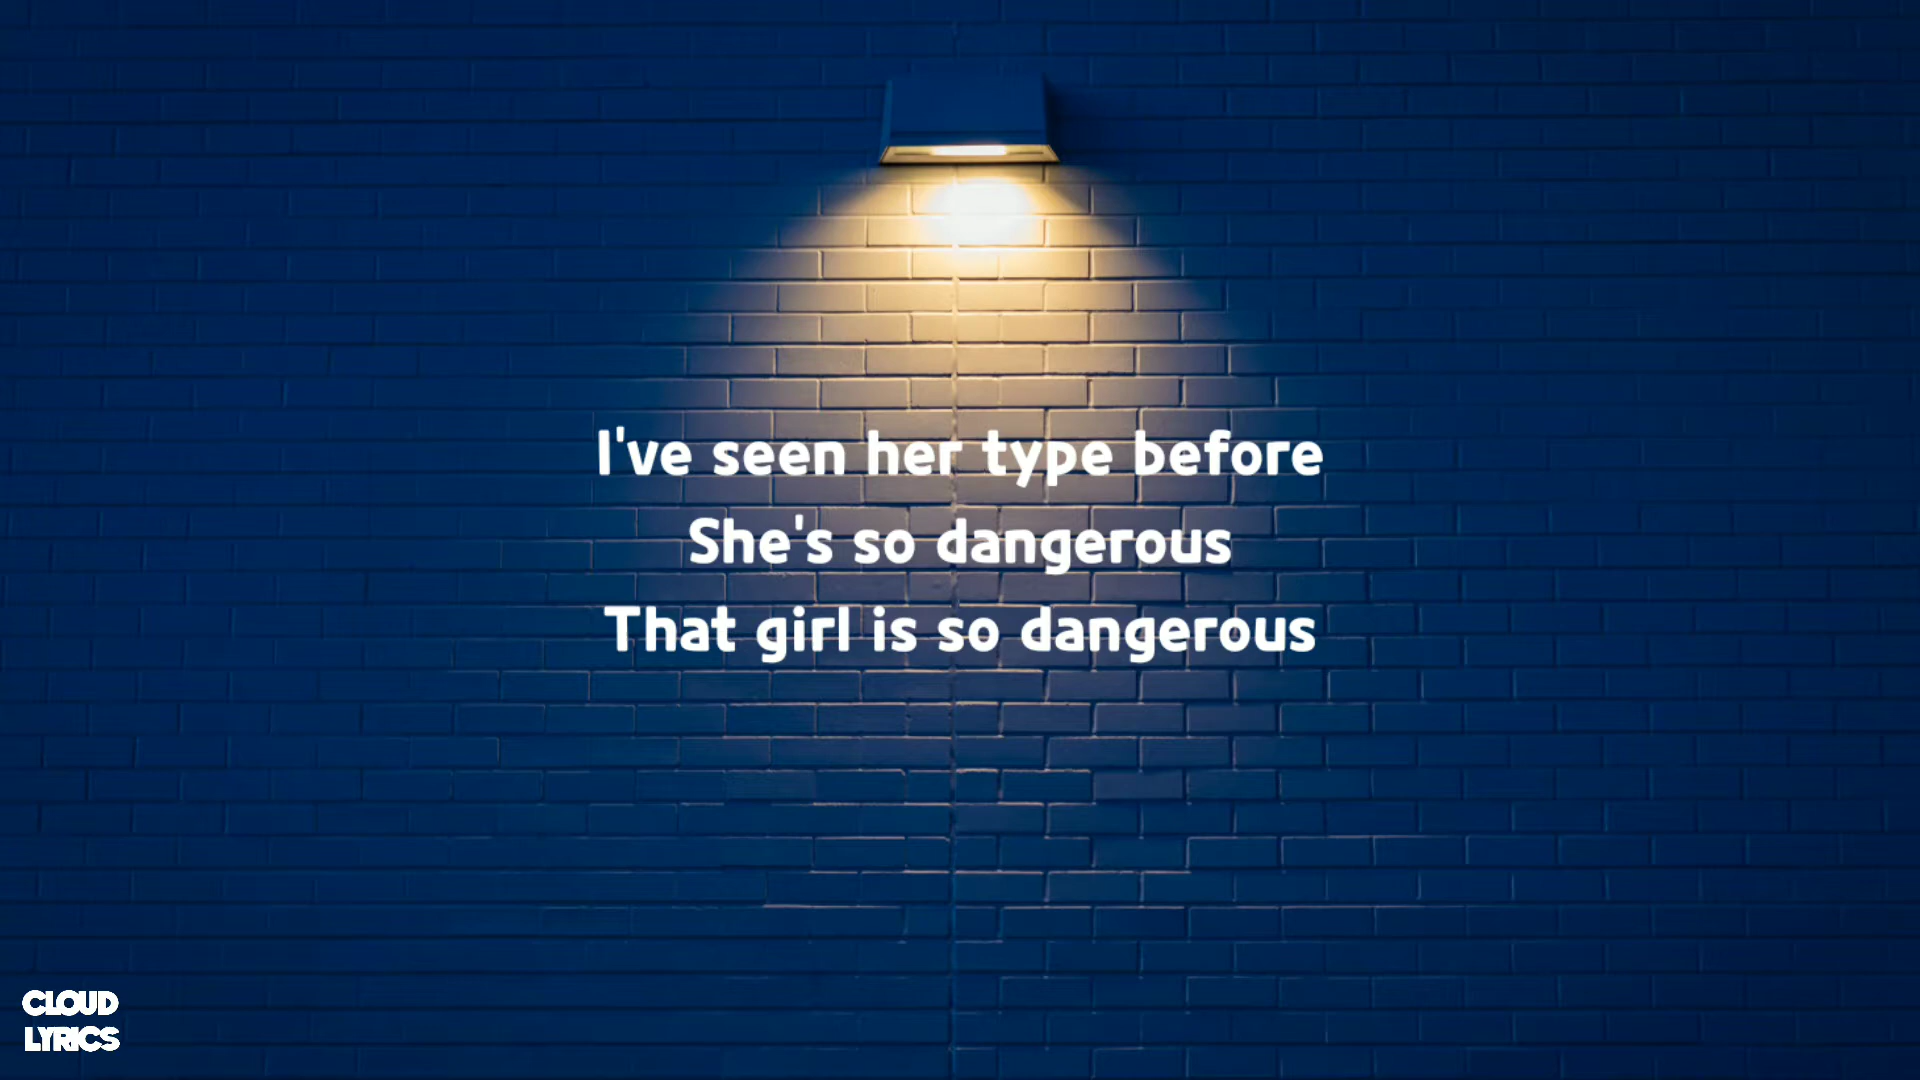 I've seen her type before
She's so dangerous
That girl is so dangerous
CLOUD
LYRICS